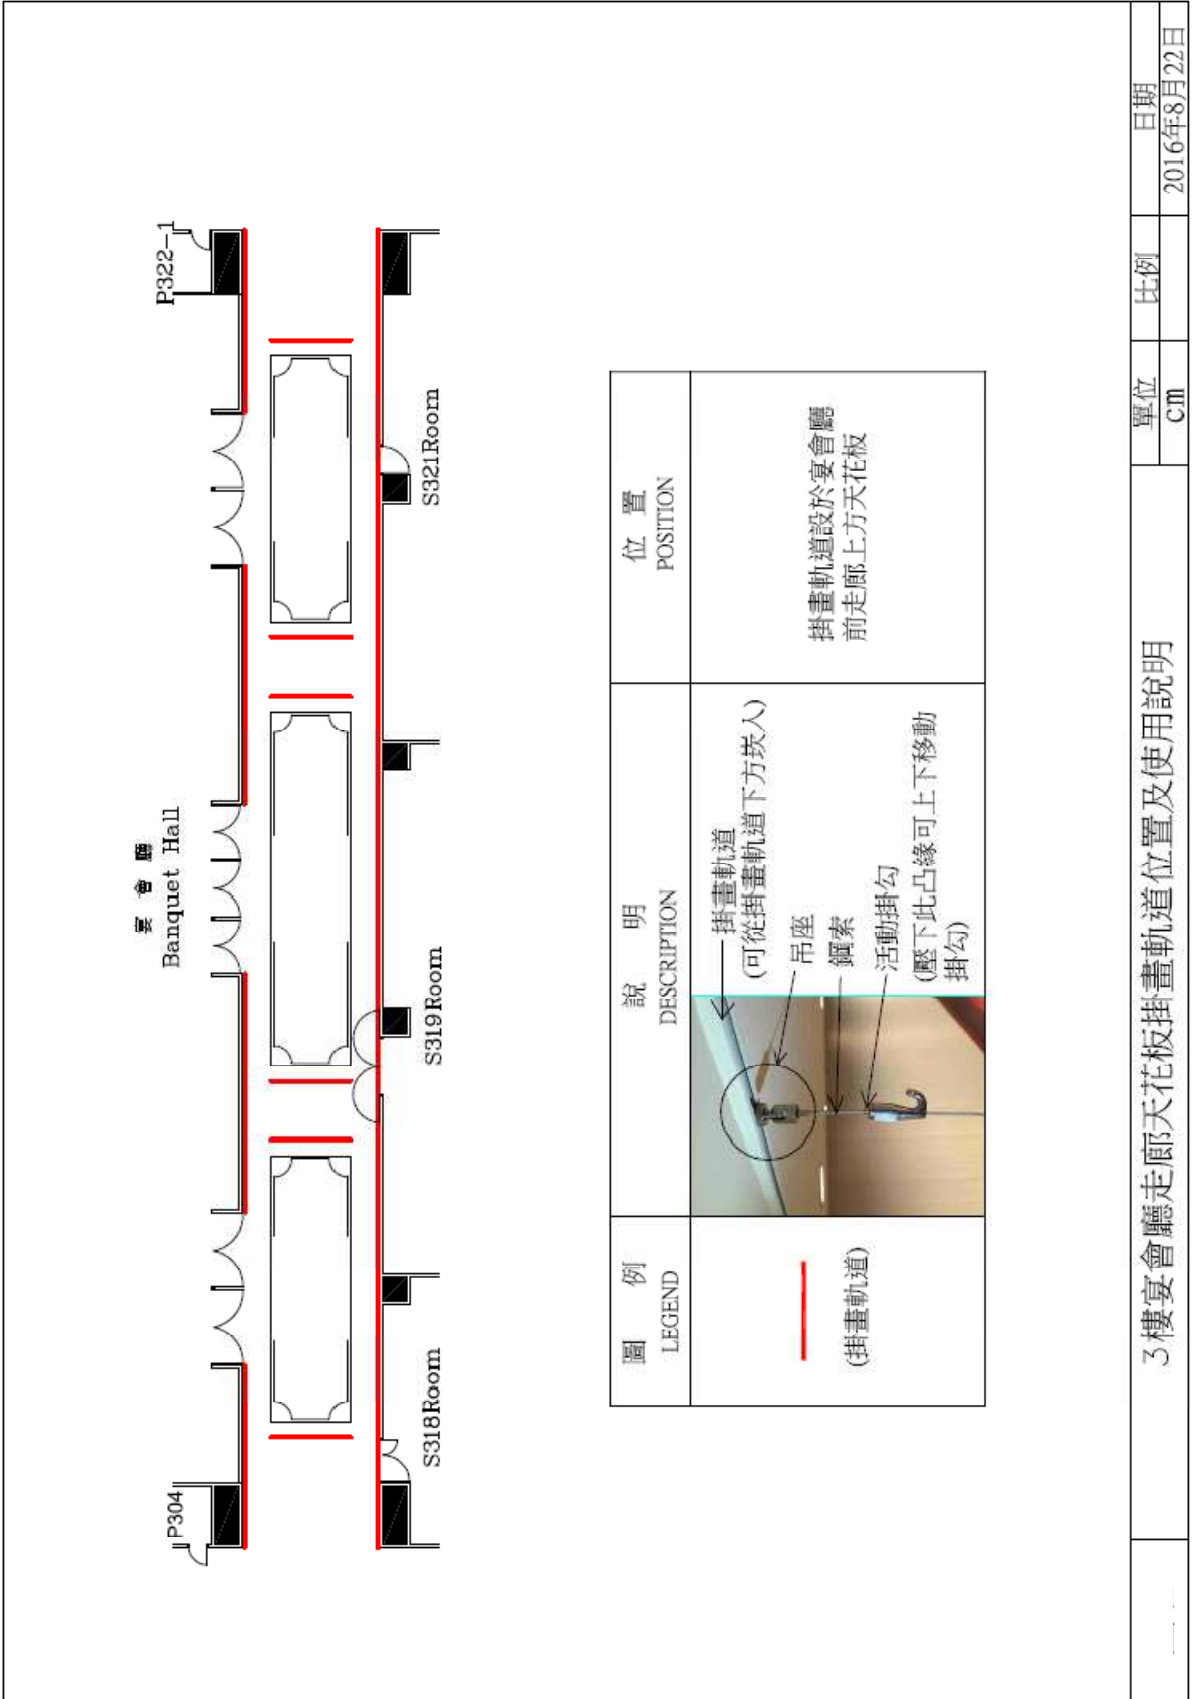 宴會廳
Banquet Hall
P304
P322-1
S318Room
S319Room
S321Room
圖 例
LEGEND
說 明
DESCRIPTION
位 置
POSITION
(掛畫軌道)
掛畫軌道
(可從掛畫軌道下方崁入)
吊座
鋼索
活動掛勾
(壓下此凸緣可上下移動
掛勾)
掛畫軌道設於宴會廳
前走廊上方天花板
3樓宴會廳走廊天花板掛畫軌道位置及使用說明
單位
cm
比例
日期
2016年8月22日